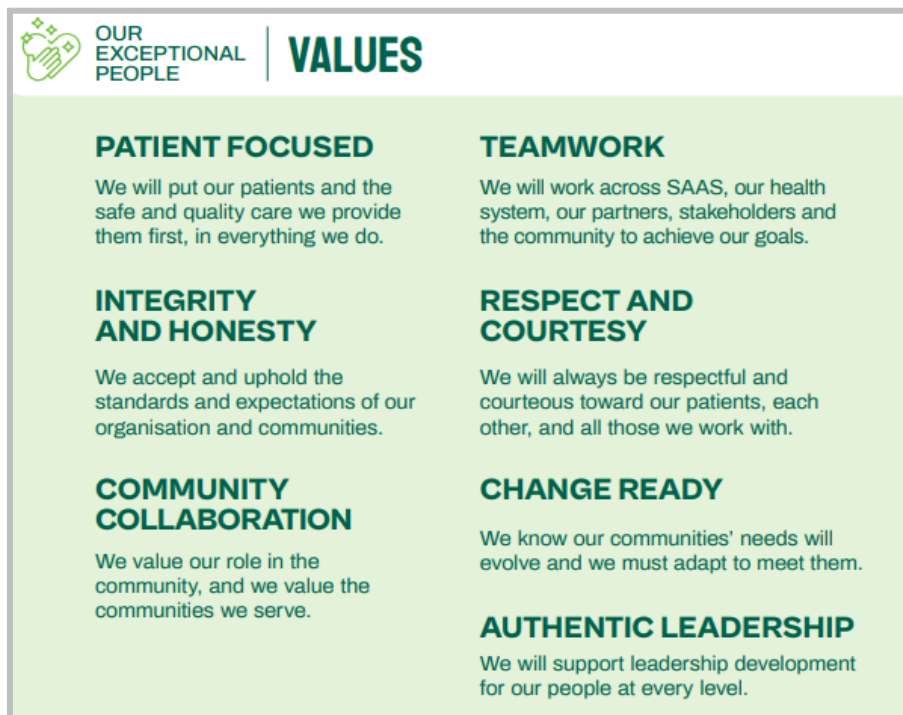 OUR
EXCEPTIONAL
PEOPLE
VALUES
PATIENT FOCUSED
We will put our patients and the
safe and quality care we provide
them first, in everything we do.
INTEGRITY
AND HONESTY
We accept and uphold the
standards and expectations of our
organisation and communities.
COMMUNITY
COLLABORATION
We value our role in the
community, and we value the
communities we serve.
TEAMWORK
We will work across SAAS, our health
system, our partners, stakeholders and
the community to achieve our goals.
RESPECT AND
COURTESY
We will always be respectful and
courteous toward our patients, each
other, and all those we work with.
CHANGE READY
We know our communities’ needs will
evolve and we must adapt to meet them.
AUTHENTIC LEADERSHIP
We will support leadership development
for our people at every level.